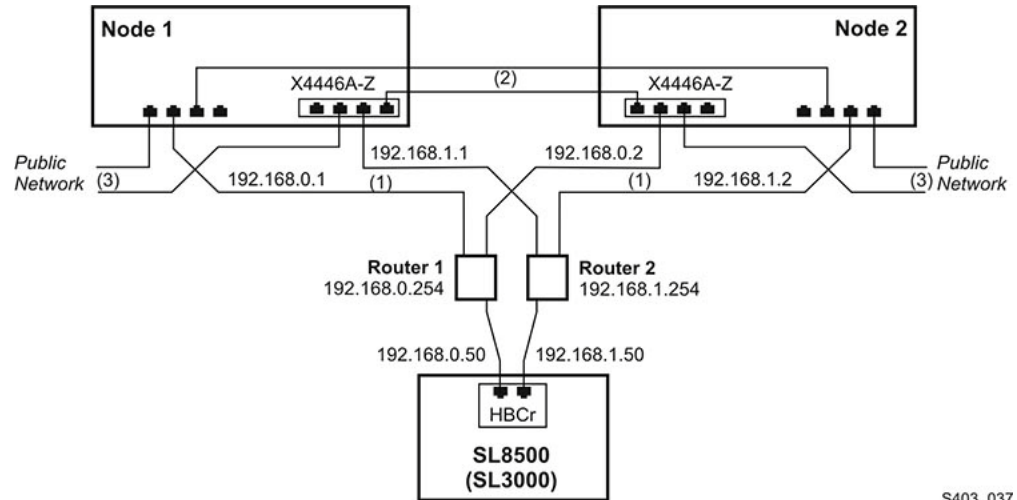 Node 1
Node 2
X4446A-Z
(2)
X4446A-Z
Public
Network
(3)
192.168.1.1
192.168.0.2
Public
Network
(3)
192.168.0.1
(1)
(1)
192.168.1.2
Router 1
192.168.0.254
Router 2
192.168.1.254
192.168.0.50
192.168.1.50
HBCr
SL8500
(SL3000)
S403_037